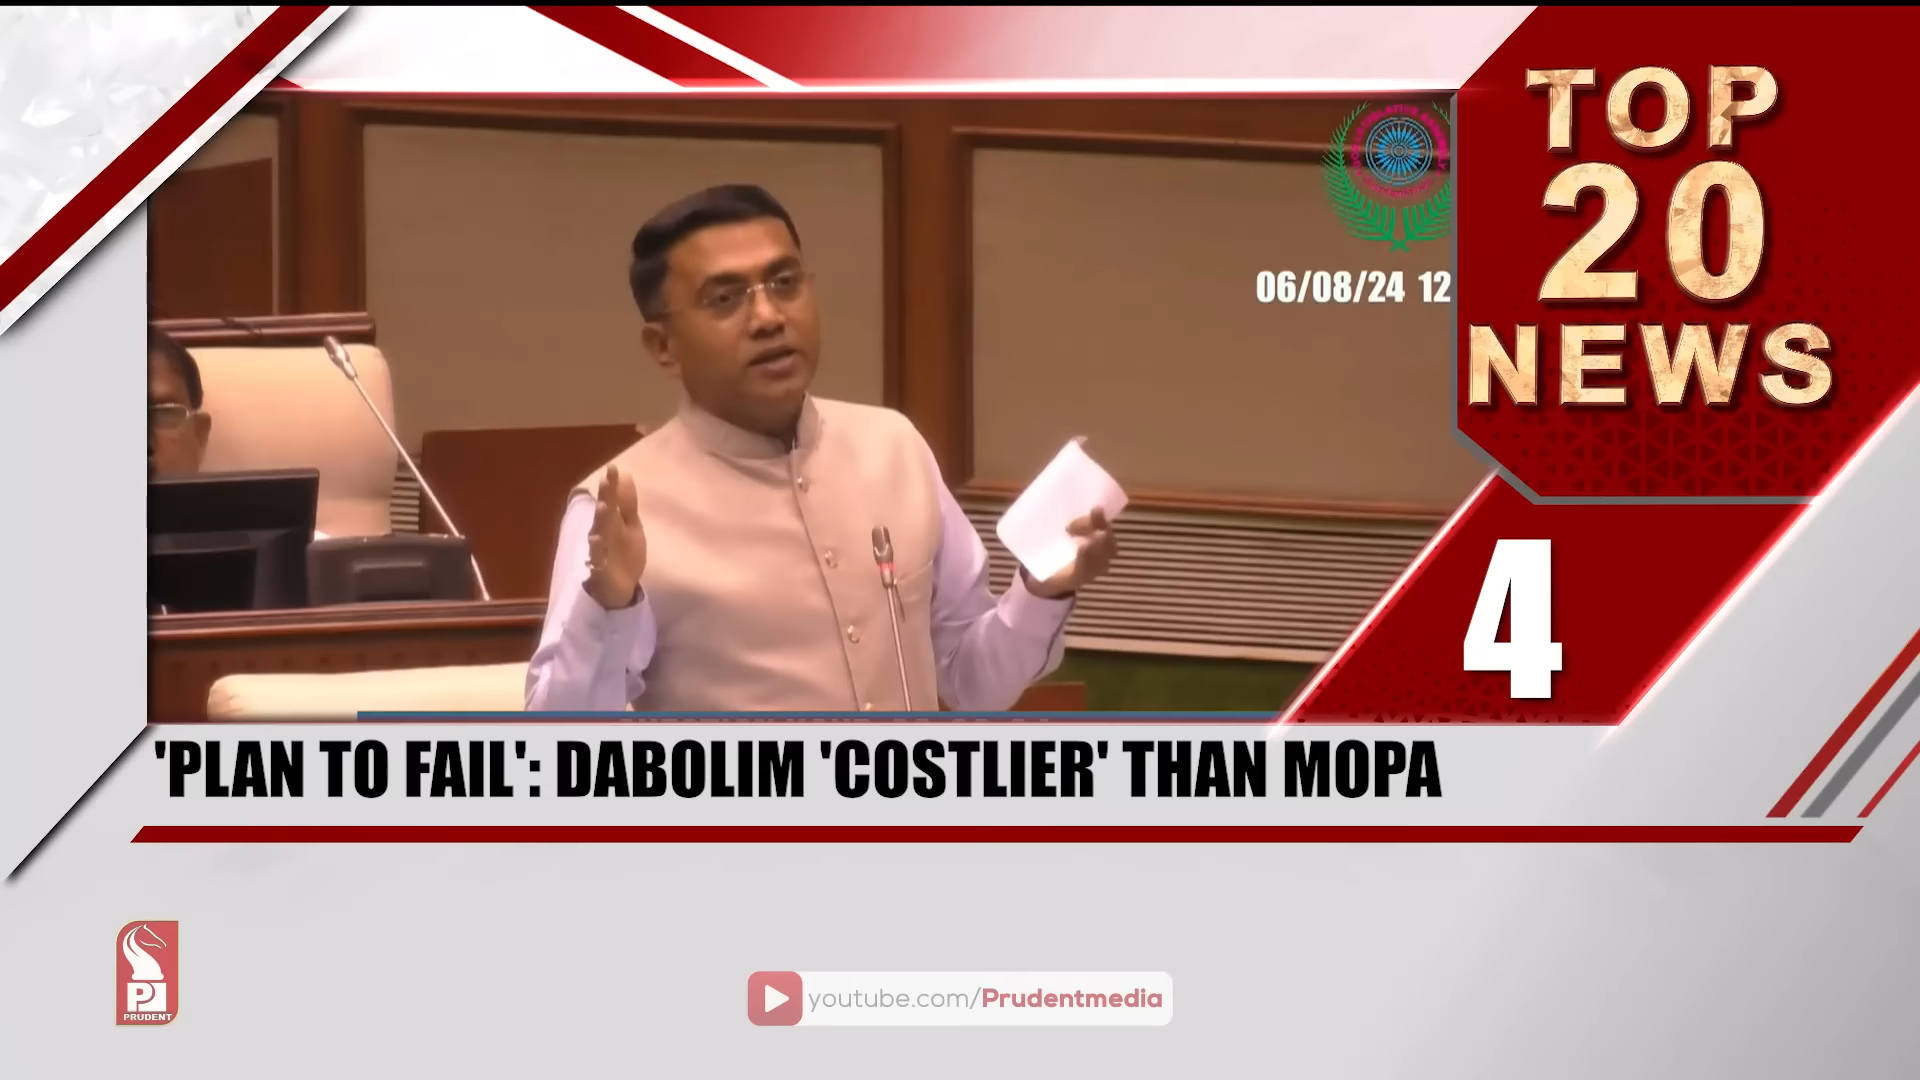 TOP
20
NEWS
06/08/24 12
4
'PLAN TO FAIL': DABOLIM 'COSTLIER' THAN MOPA
P
PRUDENT
youtube.com/Prudentmedia